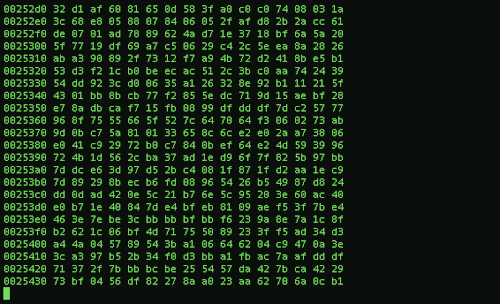 00252d0 32 d1 af 60 81 65 0d 58 3f a0 c0 c0 74 08 03 1a
00252e0 3c 68 e8 05 88 07 84 06 05 2f af d8 2b 2a cc 61
00252f0 de 07 01 ad 78 89 62 4a d7 1e 37 18 bf 6a 5a 20
0025300 5f 77 19 df 69 a7 c5 06 29 c4 2c 5e ea 8a 28 26
0025310 ab a3 90 89 2f 73 12 f7 a9 4b 72 d2 41 8b e5 b1
0025320 53 d3 f2 1c b0 be ec ac 51 2c 3b c0 aa 74 24 39
0025330 54 dd 92 3c d0 06 35 a1 26 32 8e 92 b1 11 21 5f
0025340 43 01 bb 8b cb 77 f2 85 5e dc 71 9d 15 ae bf 28
0025350 e7 8a db ca f7 15 fb 08 99 df dd df 7d c2 57 77
0025360 96 8f 75 55 66 5f 52 7c 64 70 64 f3 06 02 73 ab
0025370 9d 0b c7 5a 81 01 33 65 8c 6c e2 e0 2a a7 38 06
0025380 e0 41 c9 29 72 b0 c7 84 0b ef 64 e2 4d 59 39 96
0025390 72 4b 1d 56 2c ba 37 ad 1e d9 6f 7f 82 5b 97 bb
00253a0 7d dc e6 3d 97 d5 2b c4 08 1f 87 1f d2 aa 1e c9
00253b0 7d 89 29 8b ec b6 fd 08 96 54 26 b5 49 87 d8 24
00253c0 dd 0d ad 42 0e 5c 21 b7 6e 5c 95 20 3e 60 ac 40
00253d0 e0 b7 1e 40 84 7d e4 bf eb 81 09 ae f5 3f 7b e4
00253e0 46 3e 7e be 3c bb bb bf bb f6 23 9a 8e 7a 1c 8f
00253f0 b2 62 1c 06 bf 4d 71 75 50 89 23 3f f5 ad 34 d3
0025400 a4 4a 04 57 89 54 3b a1 06 64 62 04 c9 47 0a 3e
0025410 3c a3 97 b5 2b 34 f0 d3 bb a1 fb ac 7a af dd df
0025420 71 37 2f 7b bb bc be 25 54 57 da 42 7b ca 42 29
0025430 73 bf 04 56 df 82 27 8a a0 23 aa 62 70 6a 0c b1